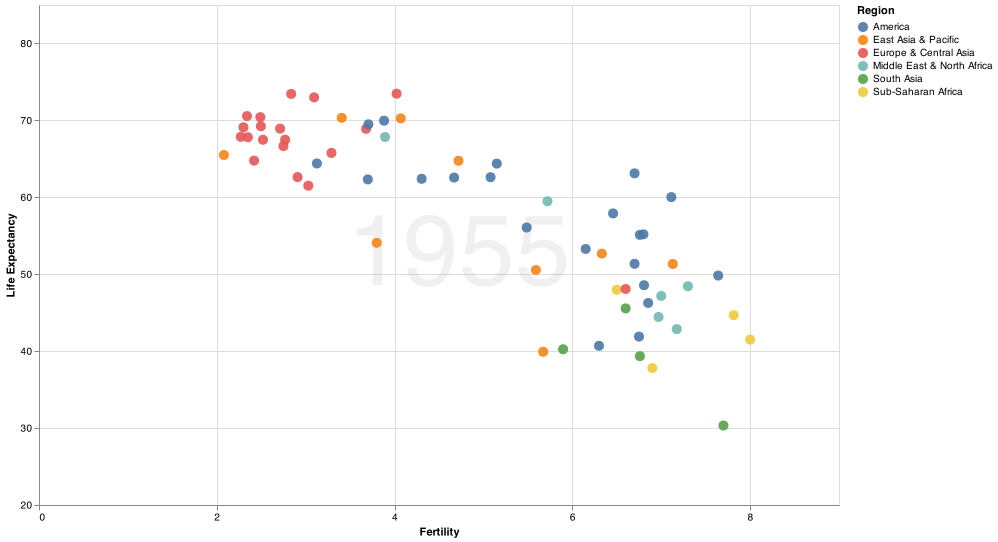 Region
America
East Asia & Pacific
Europe & Central Asia
Middle East & North Africa
South Asia
Sub-Saharan Africa
Life Expectancy
80
70
60
50
40
30
20
1955
0 2 4 6 8
Fertility